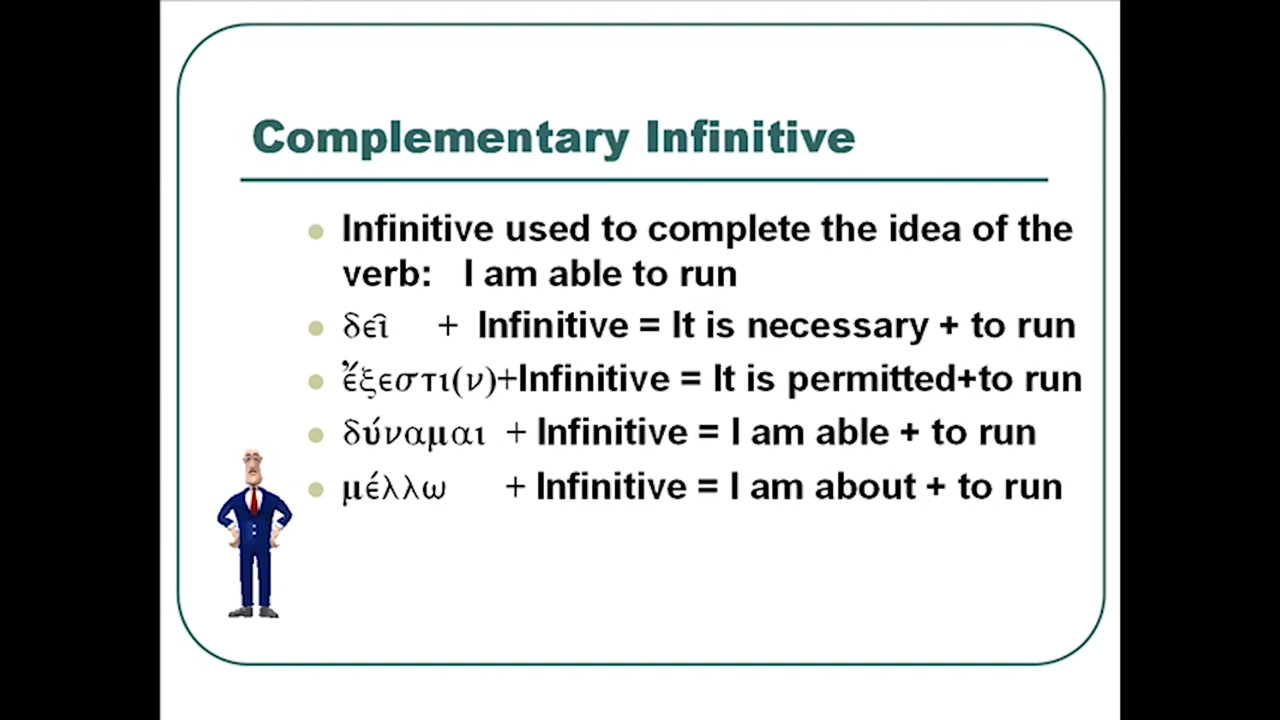 Complementary Infinitive
Infinitive used to complete the idea of the
verb: I am able to run
δεῖ + Infinitive = It is necessary + to run
ἔξεστι(ν)+Infinitive = It is permitted+to run
δύναμαι + Infinitive = I am able + to run
μέλλω + Infinitive = I am about + to run